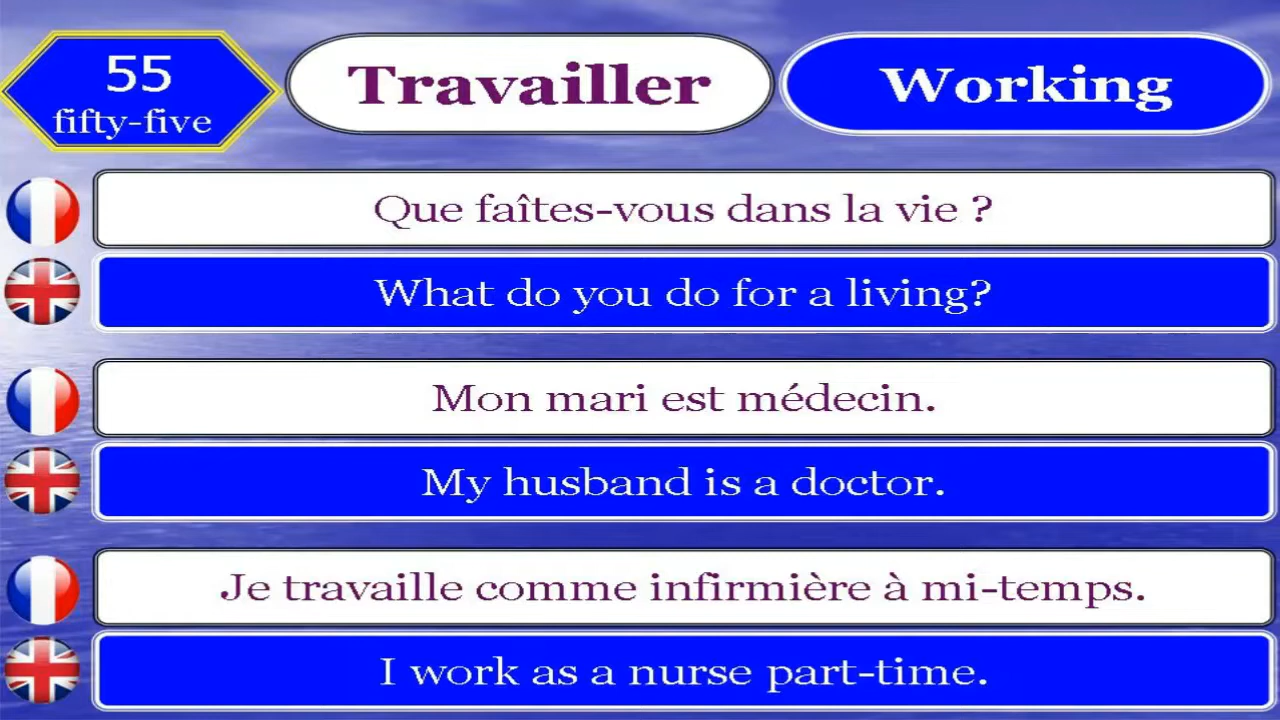 55
fifty-five
Travailler
Working
Que faîtes-vous dans la vie ?
What do you do for a living?
Mon mari est médecin.
My husband is a doctor.
Je travaille comme infirmière à mi-temps.
I work as a nurse part-time.